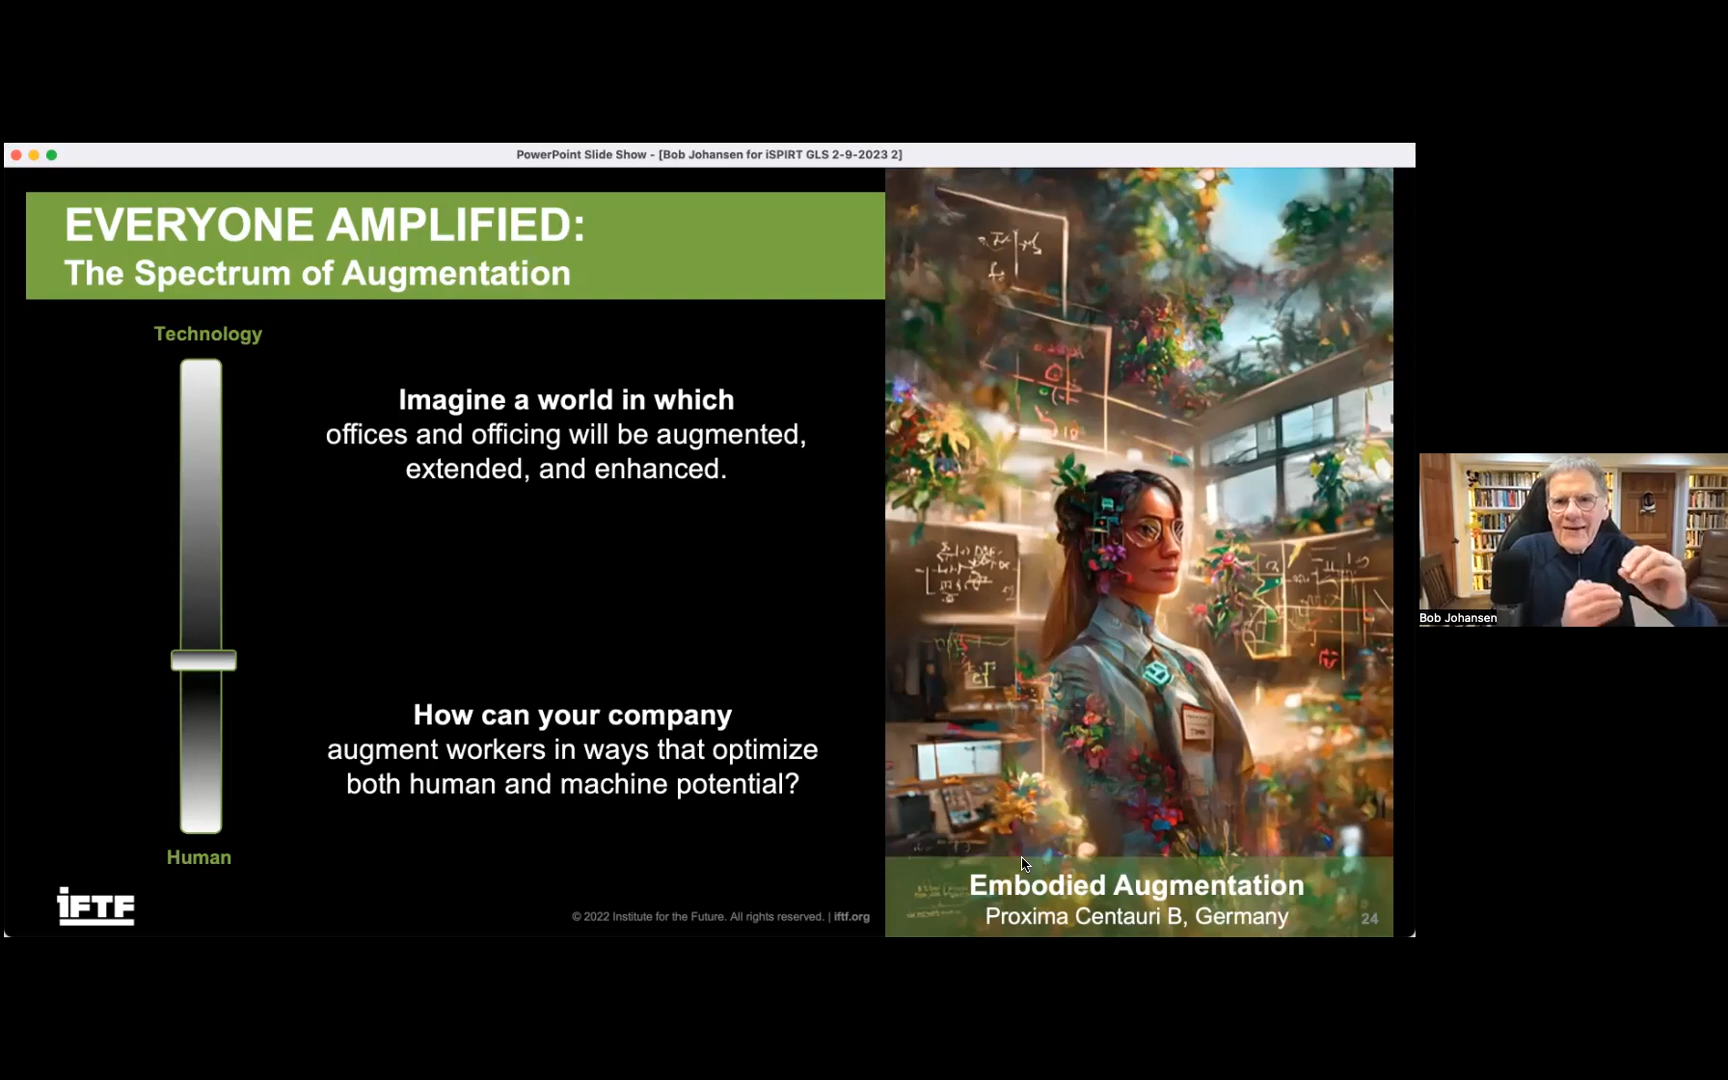 PowerPoint Slide Show - [Bob Johansen for iSPIRT GLS 2-9-2023 2]
EVERYONE AMPLIFIED:
The Spectrum of Augmentation
Technology
Imagine a world in which
offices and officing will be augmented,
extended, and enhanced.
How can your company
augment workers in ways that optimize
both human and machine potential?
Human
iFTF
© 2022 Institute for the Future. All rights reserved. | iftf.org
Embodied Augmentation
Proxima Centauri B, Germany
24
Bob Johansen